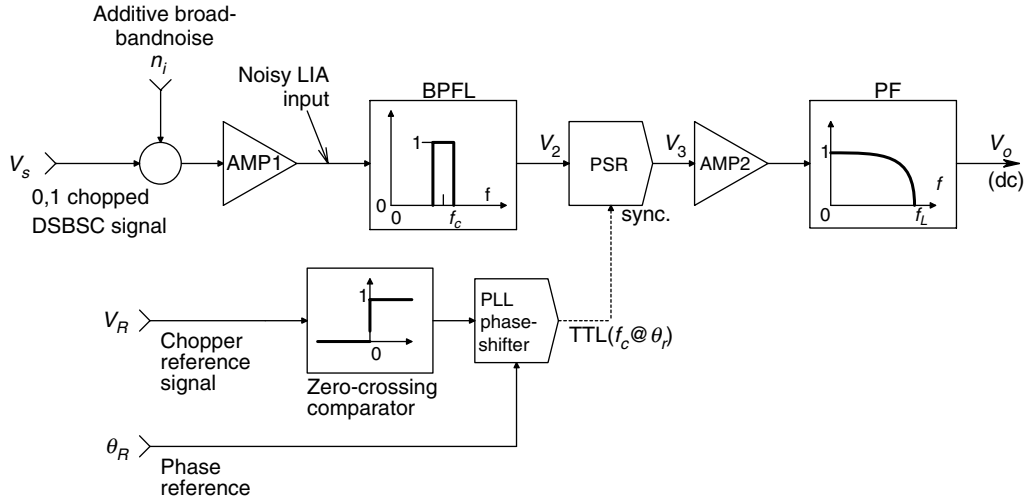 Additive broad-
bandnoise
n_i
Noisy LIA
input
BPFL
PF
V_s
AMP1
1
0
0
f_c
f
V_2
PSR
V_3
AMP2
1
0
f
f_L
V_o
(dc)
0,1 chopped
DSBSC signal
sync.
V_R
Chopper
reference
signal
1
0
Zero-crossing
comparator
PLL
phase-
shifter
TTL(f_c@θ_r)
θ_R
Phase
reference